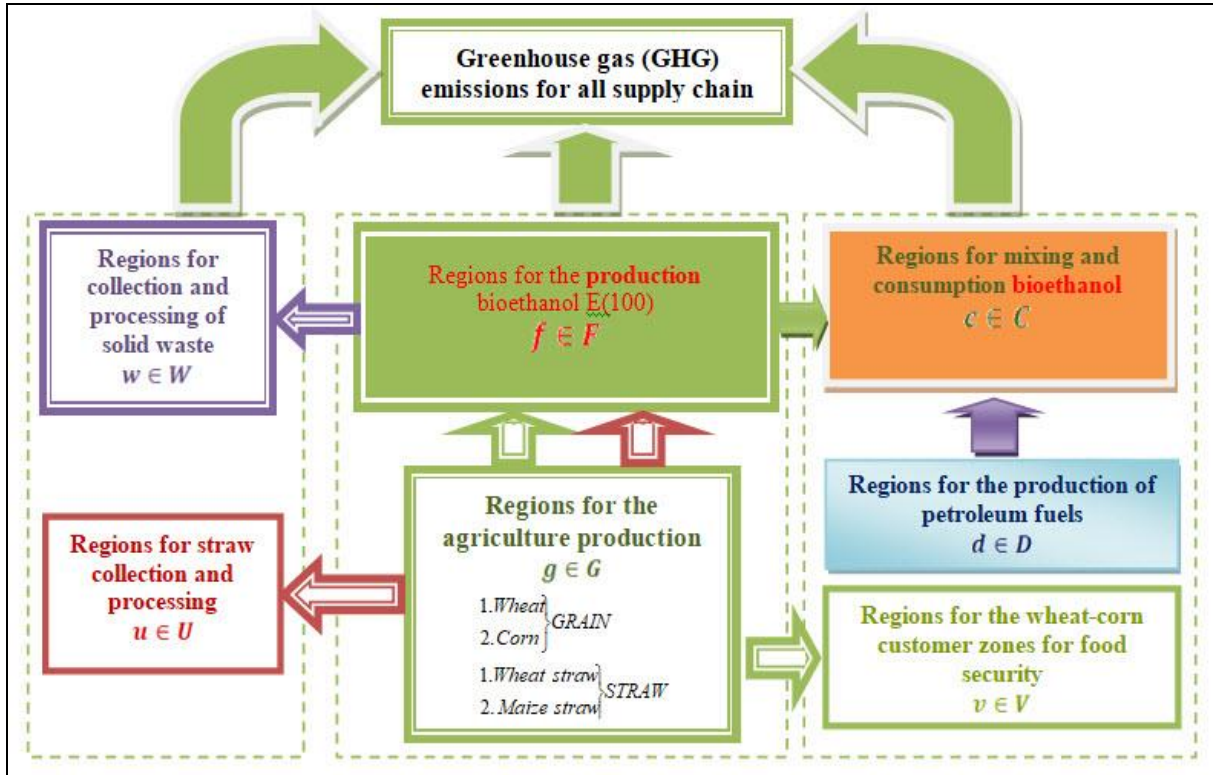 Greenhouse gas (GHG)
emissions for all supply chain
Regions for
collection and
processing of
solid waste
w ∈ W
Regions for the production
bioethanol E(100)
f ∈ F
Regions for mixing and
consumption bioethanol
c ∈ C
Regions for straw
collection and
processing
u ∈ U
Regions for the
agriculture production
g ∈ G
1. Wheat
2. Corn
GRAIN
1. Wheat straw
2. Maize straw
STRAW
Regions for the production of
petroleum fuels
d ∈ D
Regions for the wheat-corn
customer zones for food
security
v ∈ V